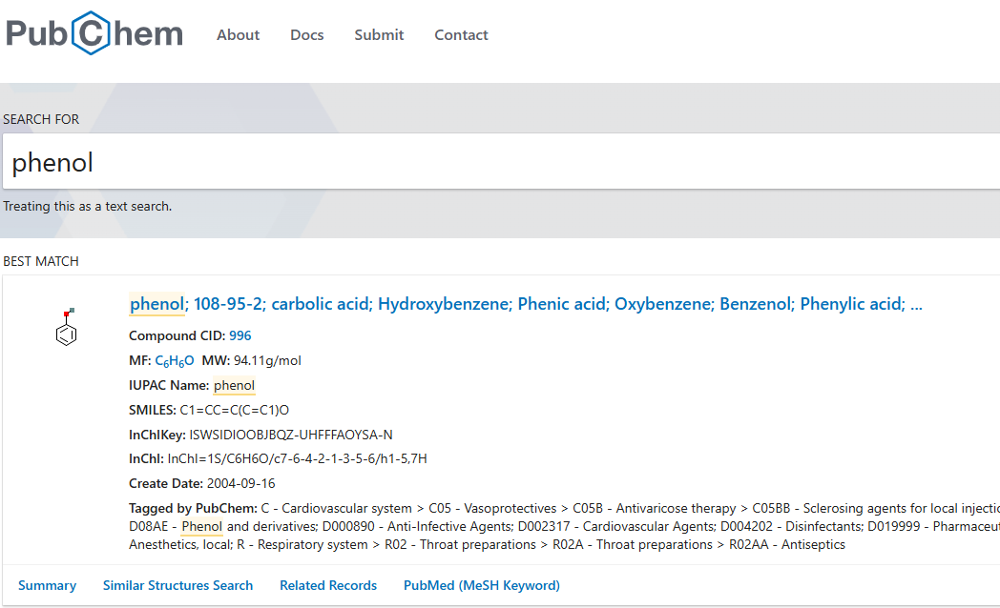 PubChem About Docs Submit Contact
SEARCH FOR
phenol
Treating this as a text search.
BEST MATCH
phenol; 108-95-2; carbolic acid; Hydroxybenzene; Phenic acid; Oxybenzene; Benzenol; Phenylic acid; ...
Compound CID: 996
MF: C₆H₆O MW: 94.11g/mol
IUPAC Name: phenol
SMILES: C1=CC=C(C=C1)O
InChIKey: ISWSIDIOOBJBQZ-UHFFFAOYSA-N
InChI: InChI=1S/C6H6O/c7-6-4-2-1-3-5-6/h1-5,7H
Create Date: 2004-09-16
Tagged by PubChem: C - Cardiovascular system > C05 - Vasoprotectives > C05B - Antivaricose therapy > C05BB - Sclerosing agents for local injectio
D08AE - Phenol and derivatives; D000890 - Anti-Infective Agents; D002317 - Cardiovascular Agents; D004202 - Disinfectants; D019999 - Pharmaceut
Anesthetics, local; R - Respiratory system > R02 - Throat preparations > R02A - Throat preparations > R02AA - Antiseptics
Summary Similar Structures Search Related Records PubMed (MeSH Keyword)